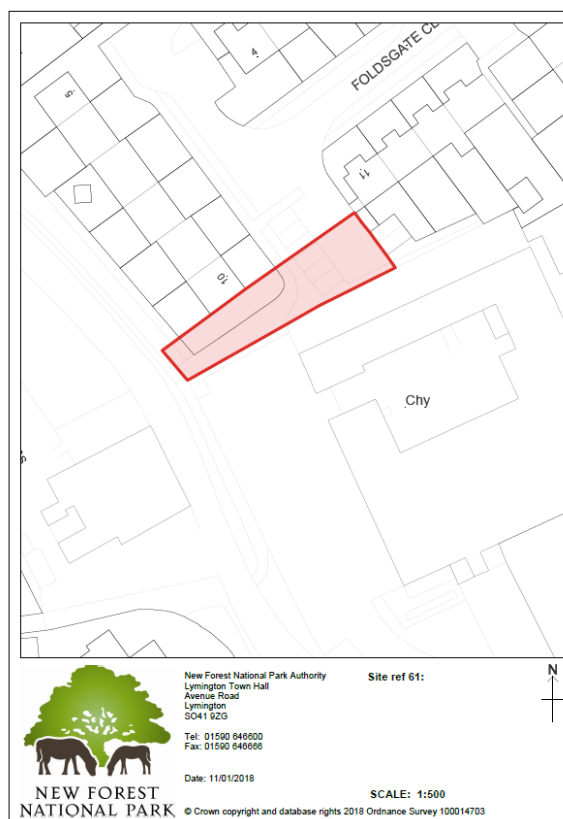 4
FOLDSGATE CL
5
11
10
Chy
New Forest National Park Authority
Lymington Town Hall
Avenue Road
Lymington
SO41 9ZG
Tel: 01590 646600
Fax: 01590 646666
Date: 11/01/2018
Site ref 61:
N
SCALE: 1:500
NEW FOREST
NATIONAL PARK
© Crown copyright and database rights 2018 Ordnance Survey 100014703